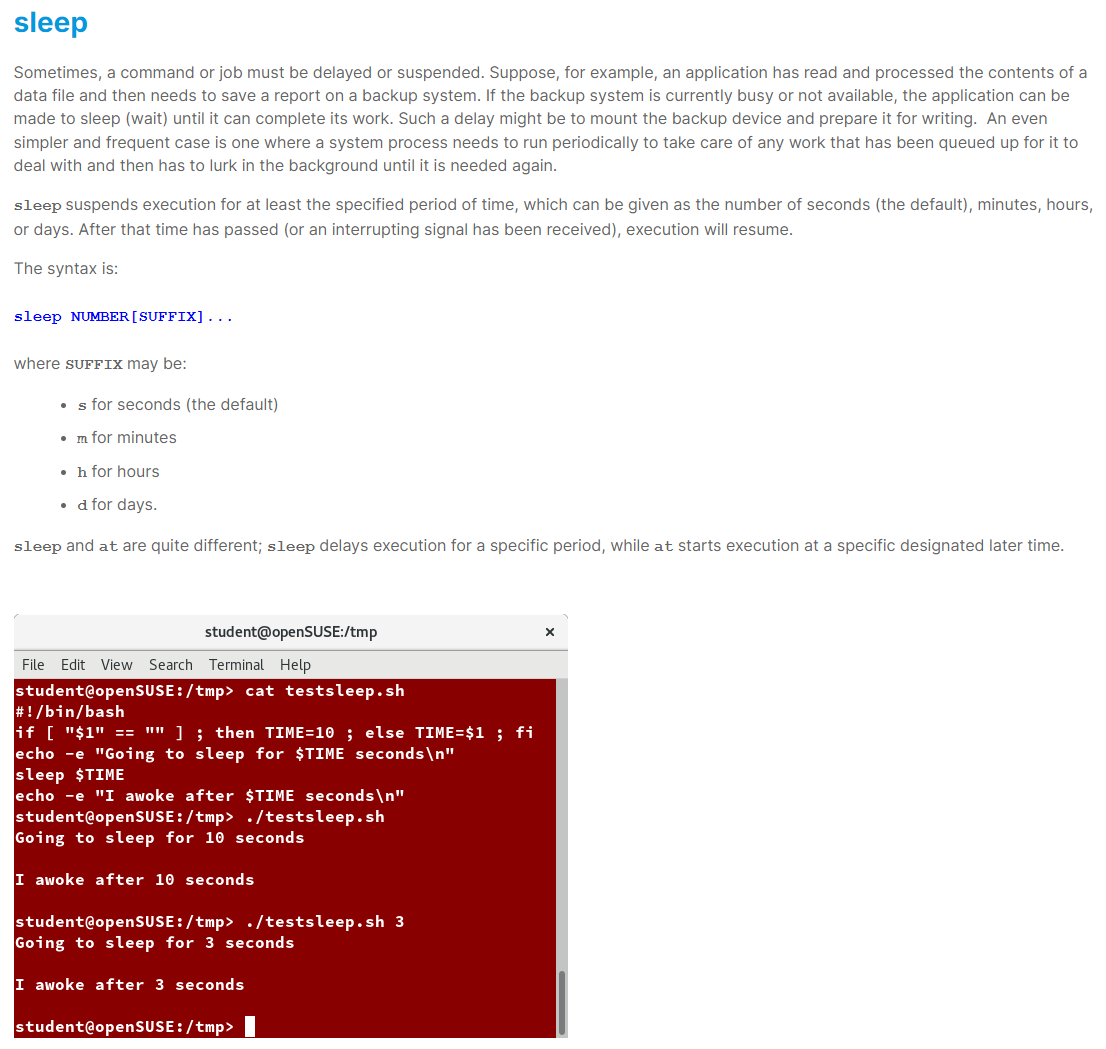 sleep
Sometimes, a command or job must be delayed or suspended. Suppose, for example, an application has read and processed the contents of a
data file and then needs to save a report on a backup system. If the backup system is currently busy or not available, the application can be
made to sleep (wait) until it can complete its work. Such a delay might be to mount the backup device and prepare it for writing.  An even
simpler and frequent case is one where a system process needs to run periodically to take care of any work that has been queued up for it to
deal with and then has to lurk in the background until it is needed again.
sleep suspends execution for at least the specified period of time, which can be given as the number of seconds (the default), minutes, hours,
or days. After that time has passed (or an interrupting signal has been received), execution will resume.
The syntax is:
sleep NUMBER[SUFFIX]...
where SUFFIX may be:
• s for seconds (the default)
• m for minutes
• h for hours
• d for days.
sleep and at are quite different; sleep delays execution for a specific period, while at starts execution at a specific designated later time.
student@openSUSE:/tmp ×
File Edit View Search Terminal Help
student@openSUSE:/tmp> cat testsleep.sh
#!/bin/bash
if [ "$1" == "" ] ; then TIME=10 ; else TIME=$1 ; fi
echo -e "Going to sleep for $TIME seconds\n"
sleep $TIME
echo -e "I awoke after $TIME seconds\n"
student@openSUSE:/tmp> ./testsleep.sh
Going to sleep for 10 seconds
I awoke after 10 seconds
student@openSUSE:/tmp> ./testsleep.sh 3
Going to sleep for 3 seconds
I awoke after 3 seconds
student@openSUSE:/tmp>